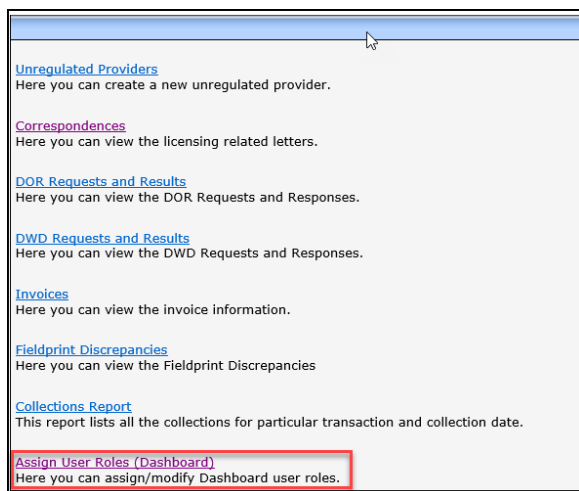 Unregulated Providers
Here you can create a new unregulated provider.
Correspondences
Here you can view the licensing related letters.
DOR Requests and Results
Here you can view the DOR Requests and Responses.
DWD Requests and Results
Here you can view the DWD Requests and Responses.
Invoices
Here you can view the invoice information.
Fieldprint Discrepancies
Here you can view the Fieldprint Discrepancies
Collections Report
This report lists all the collections for particular transaction and collection date.
Assign User Roles (Dashboard)
Here you can assign/modify Dashboard user roles.